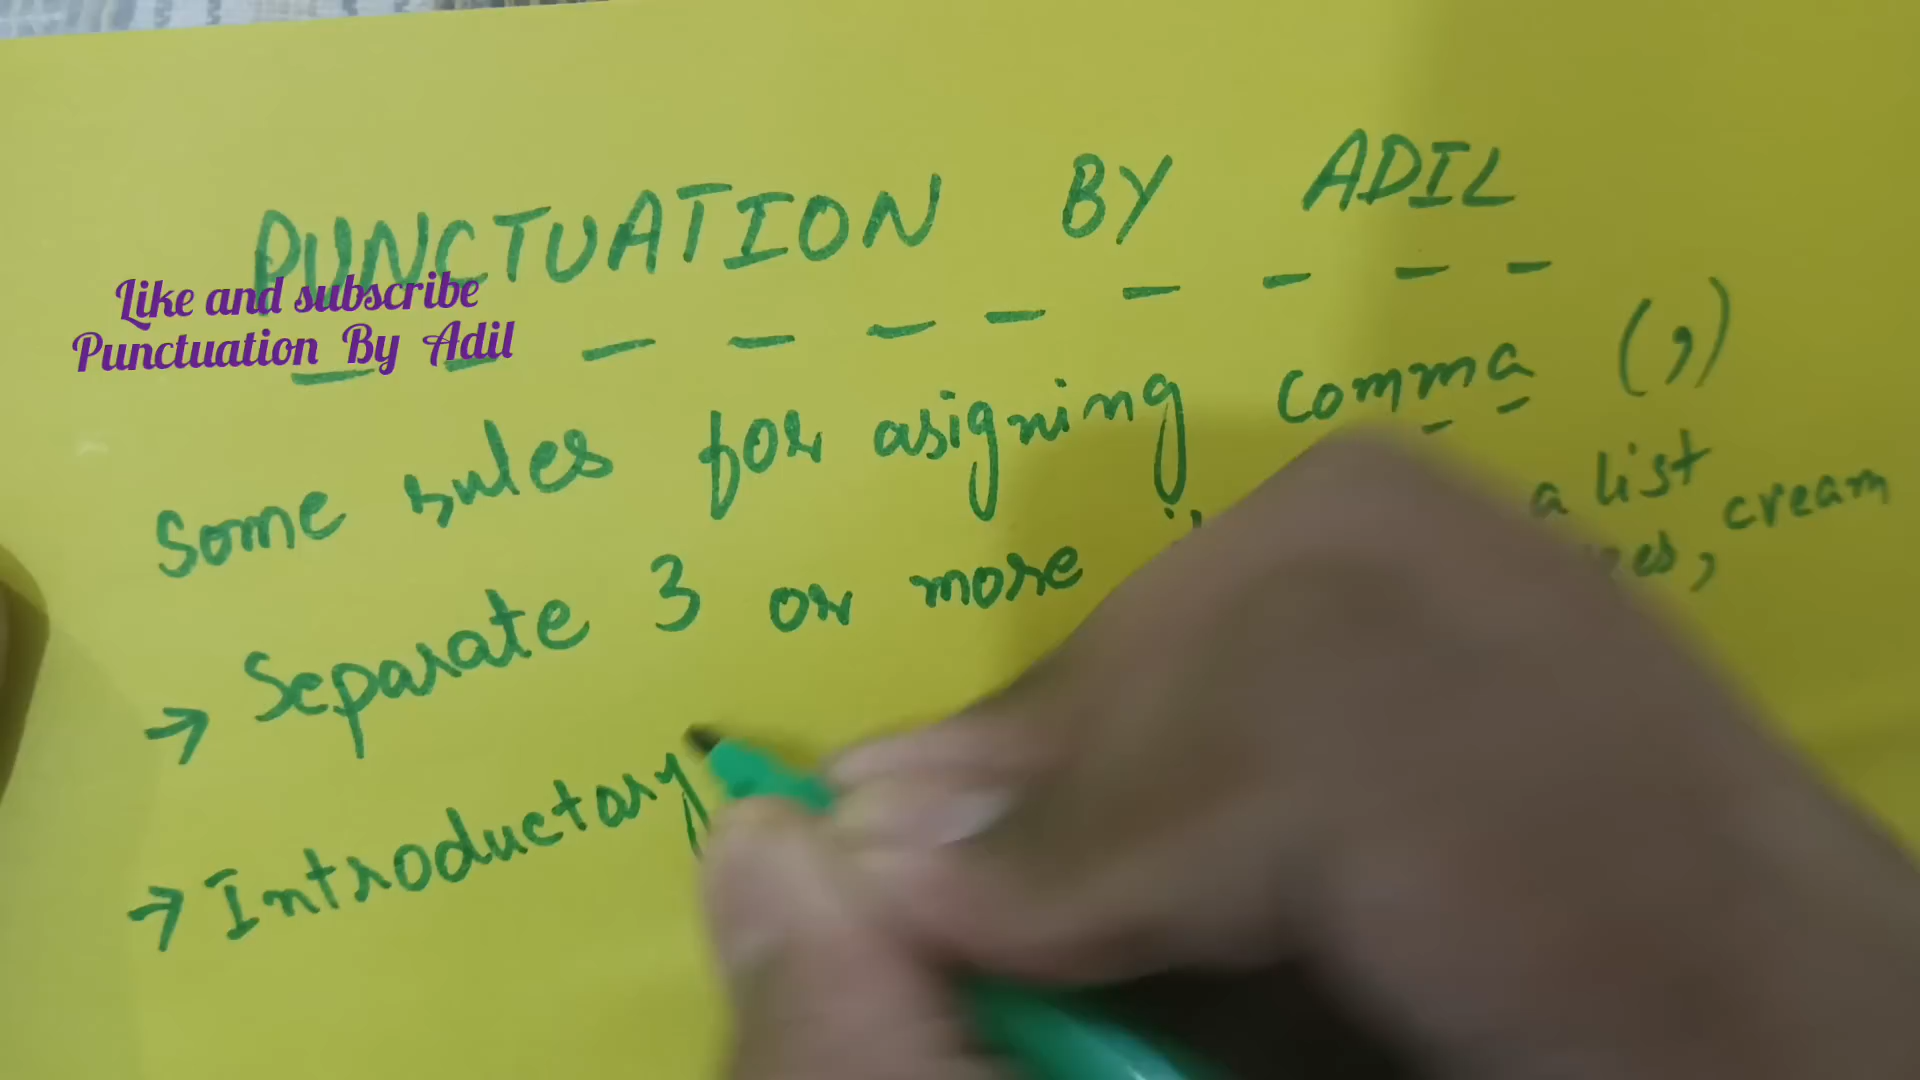 PUNCTUATION BY ADIL
Like and subscribe
Punctuation By Adil
Some rules for asigning comma (,)
Separate 3 or more a list
, cream
→ Introductory